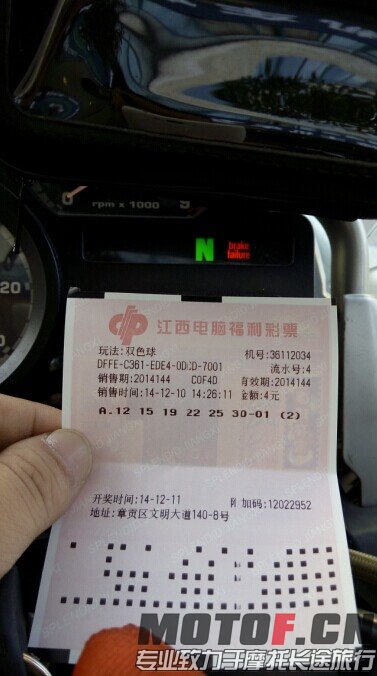 0
rpm x 1000 9
N
brake
failure
20
0
江西电脑福利彩票
玩法:双色球 机号:36112034
DFFE-C361-EDE4-0D:D-7001 流水号:4
销售期:2014144 C0F4D 有效期:2014144
销售时间:14-12-10 14:26:11 金额:4元
A.12 15 19 22 25 30-01 (2)
开奖时间:14-12-11 附加码:12022952
地址:章贡区文明大道140-8号
MOTOF.C
专业致力于摩托长途旅行